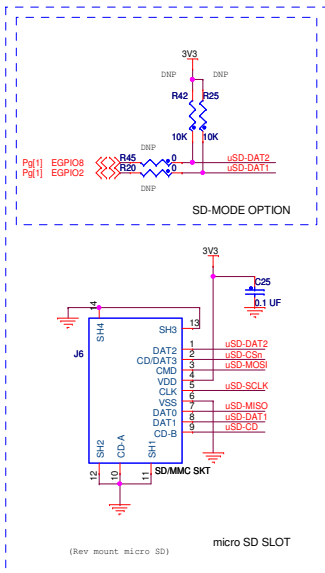 3V3
DNP DNP
R42 R25
10K 10K
DNP
Pg[1] EGPIO8 R45 0 uSD-DAT2
Pg[1] EGPIO2 R20 0 uSD-DAT1
DNP
SD-MODE OPTION
3V3
C25
0.1 UF
14
SH4
SH3 13
J6
DAT2 1 uSD-DAT2
CD/DAT3 2 uSD-CSn
CMD 3 uSD-MOSI
VDD 4
CLK 5 uSD-SCLK
VSS 6
DAT0 7 uSD-MISO
DAT1 8 uSD-DAT1
CD-B 9 uSD-CD
SH2 CD-A SH1
SD/MMC SKT
12 10 11
micro SD SLOT
(Rev mount micro SD)